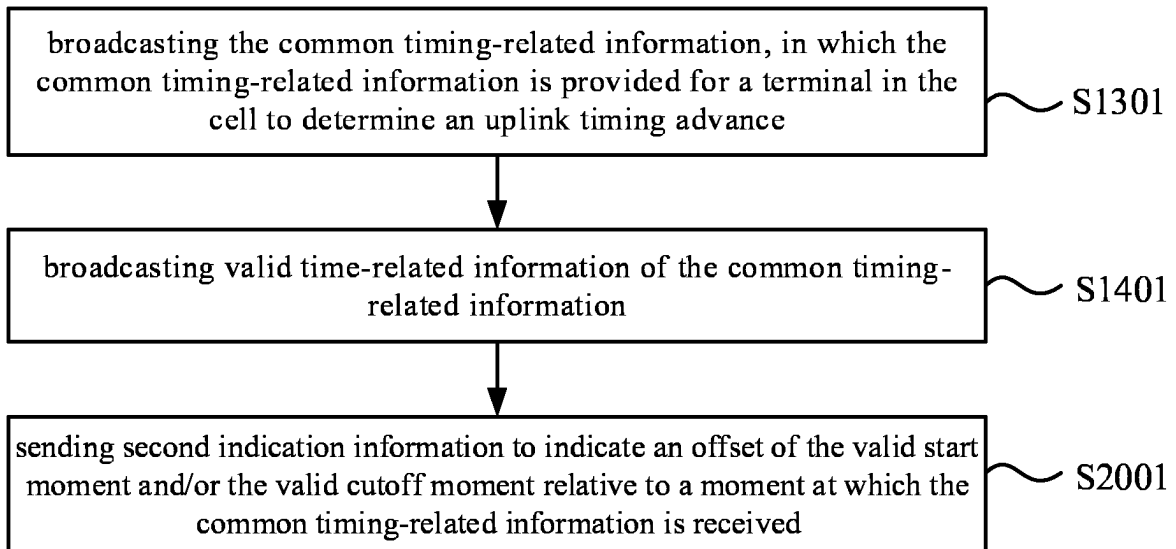 broadcasting the common timing-related information, in which the
common timing-related information is provided for a terminal in the
cell to determine an uplink timing advance
S1301
broadcasting valid time-related information of the common timing-
related information
S1401
sending second indication information to indicate an offset of the valid start
moment and/or the valid cutoff moment relative to a moment at which the
common timing-related information is received
S2001